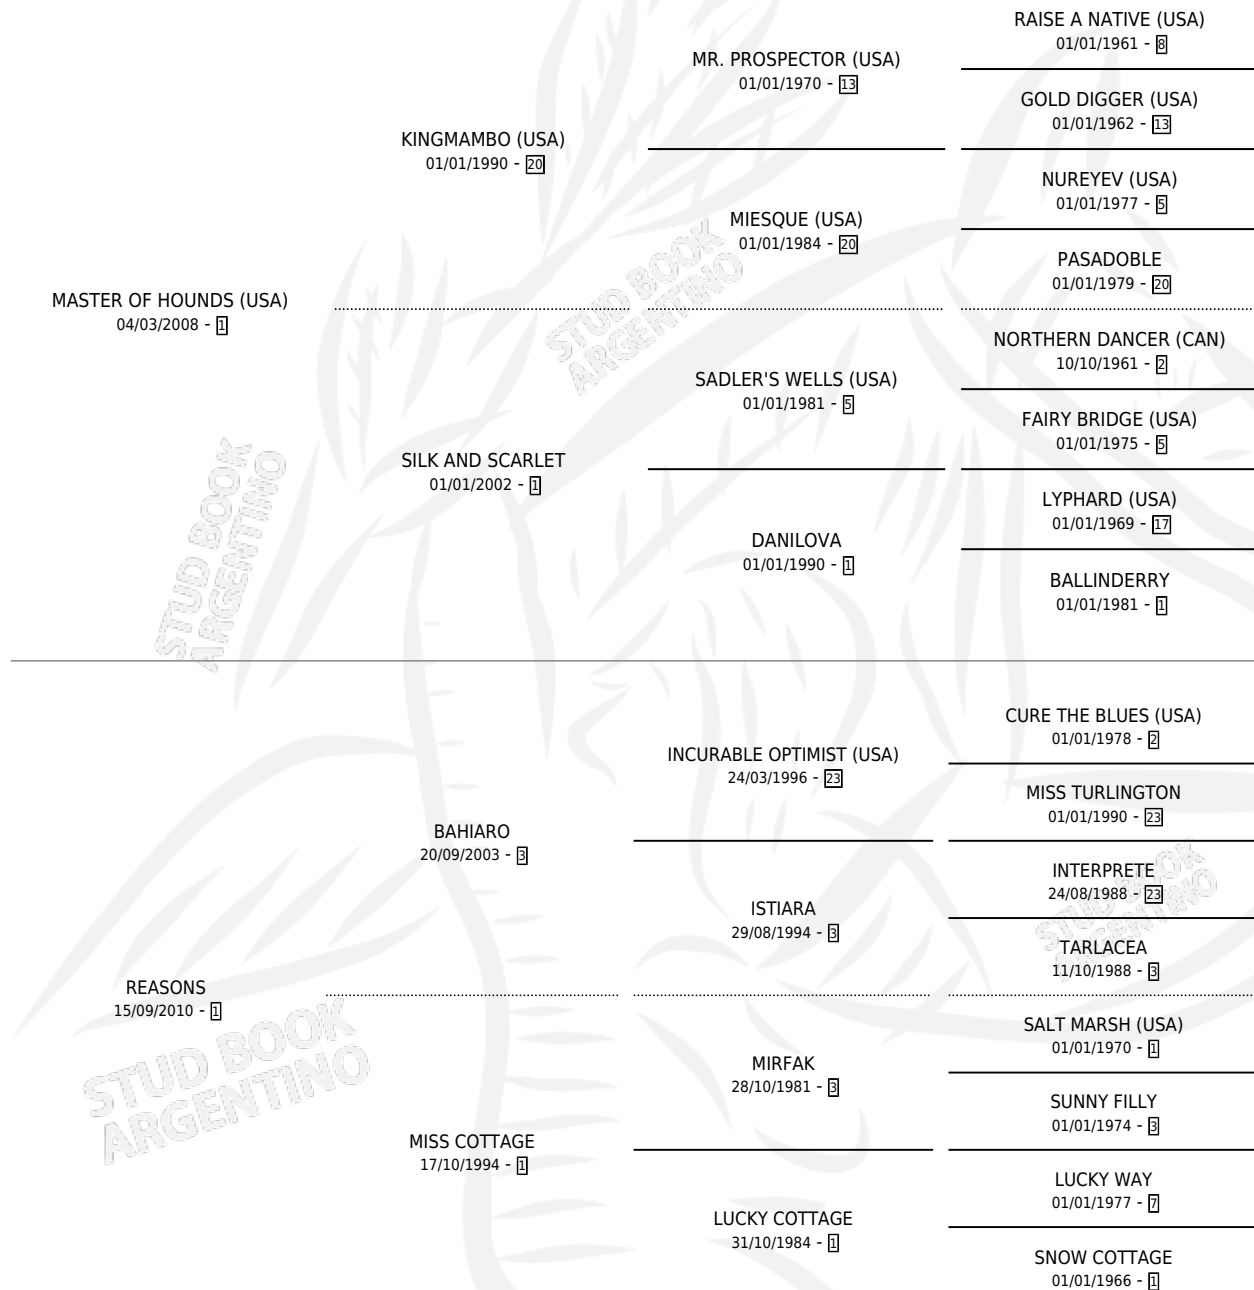 RAISE A NATIVE (USA)
01/01/1961 - 8
MR. PROSPECTOR (USA)
01/01/1970 - 13
GOLD DIGGER (USA)
01/01/1962 - 13
KINGMAMBO (USA)
01/01/1990 - 20
NUREYEV (USA)
01/01/1977 - 5
MIESQUE (USA)
01/01/1984 - 20
PASADOBLE
01/01/1979 - 20
MASTER OF HOUNDS (USA)
04/03/2008 - 1
NORTHERN DANCER (CAN)
10/10/1961 - 2
SADLER'S WELLS (USA)
01/01/1981 - 5
FAIRY BRIDGE (USA)
01/01/1975 - 5
SILK AND SCARLET
01/01/2002 - 1
LYPHARD (USA)
01/01/1969 - 17
DANILOVA
01/01/1990 - 1
BALLINDERRY
01/01/1981 - 1
CURE THE BLUES (USA)
01/01/1978 - 2
INCURABLE OPTIMIST (USA)
24/03/1996 - 23
MISS TURLINGTON
01/01/1990 - 23
BAHIARO
20/09/2003 - 3
INTERPRETE
24/08/1988 - 23
ISTIARA
29/08/1994 - 3
TARLACEA
11/10/1988 - 3
REASONS
15/09/2010 - 1
SALT MARSH (USA)
01/01/1970 - 1
MIRFAK
28/10/1981 - 3
SUNNY FILLY
01/01/1974 - 3
MISS COTTAGE
17/10/1994 - 1
LUCKY WAY
01/01/1977 - 7
LUCKY COTTAGE
31/10/1984 - 1
SNOW COTTAGE
01/01/1966 - 1
STUD BOOK
ARGENTINO
STUD BOOK
ARGENTINO
STUD BOOK
ARGENTINO
STUD BOOK
ARGENTINO